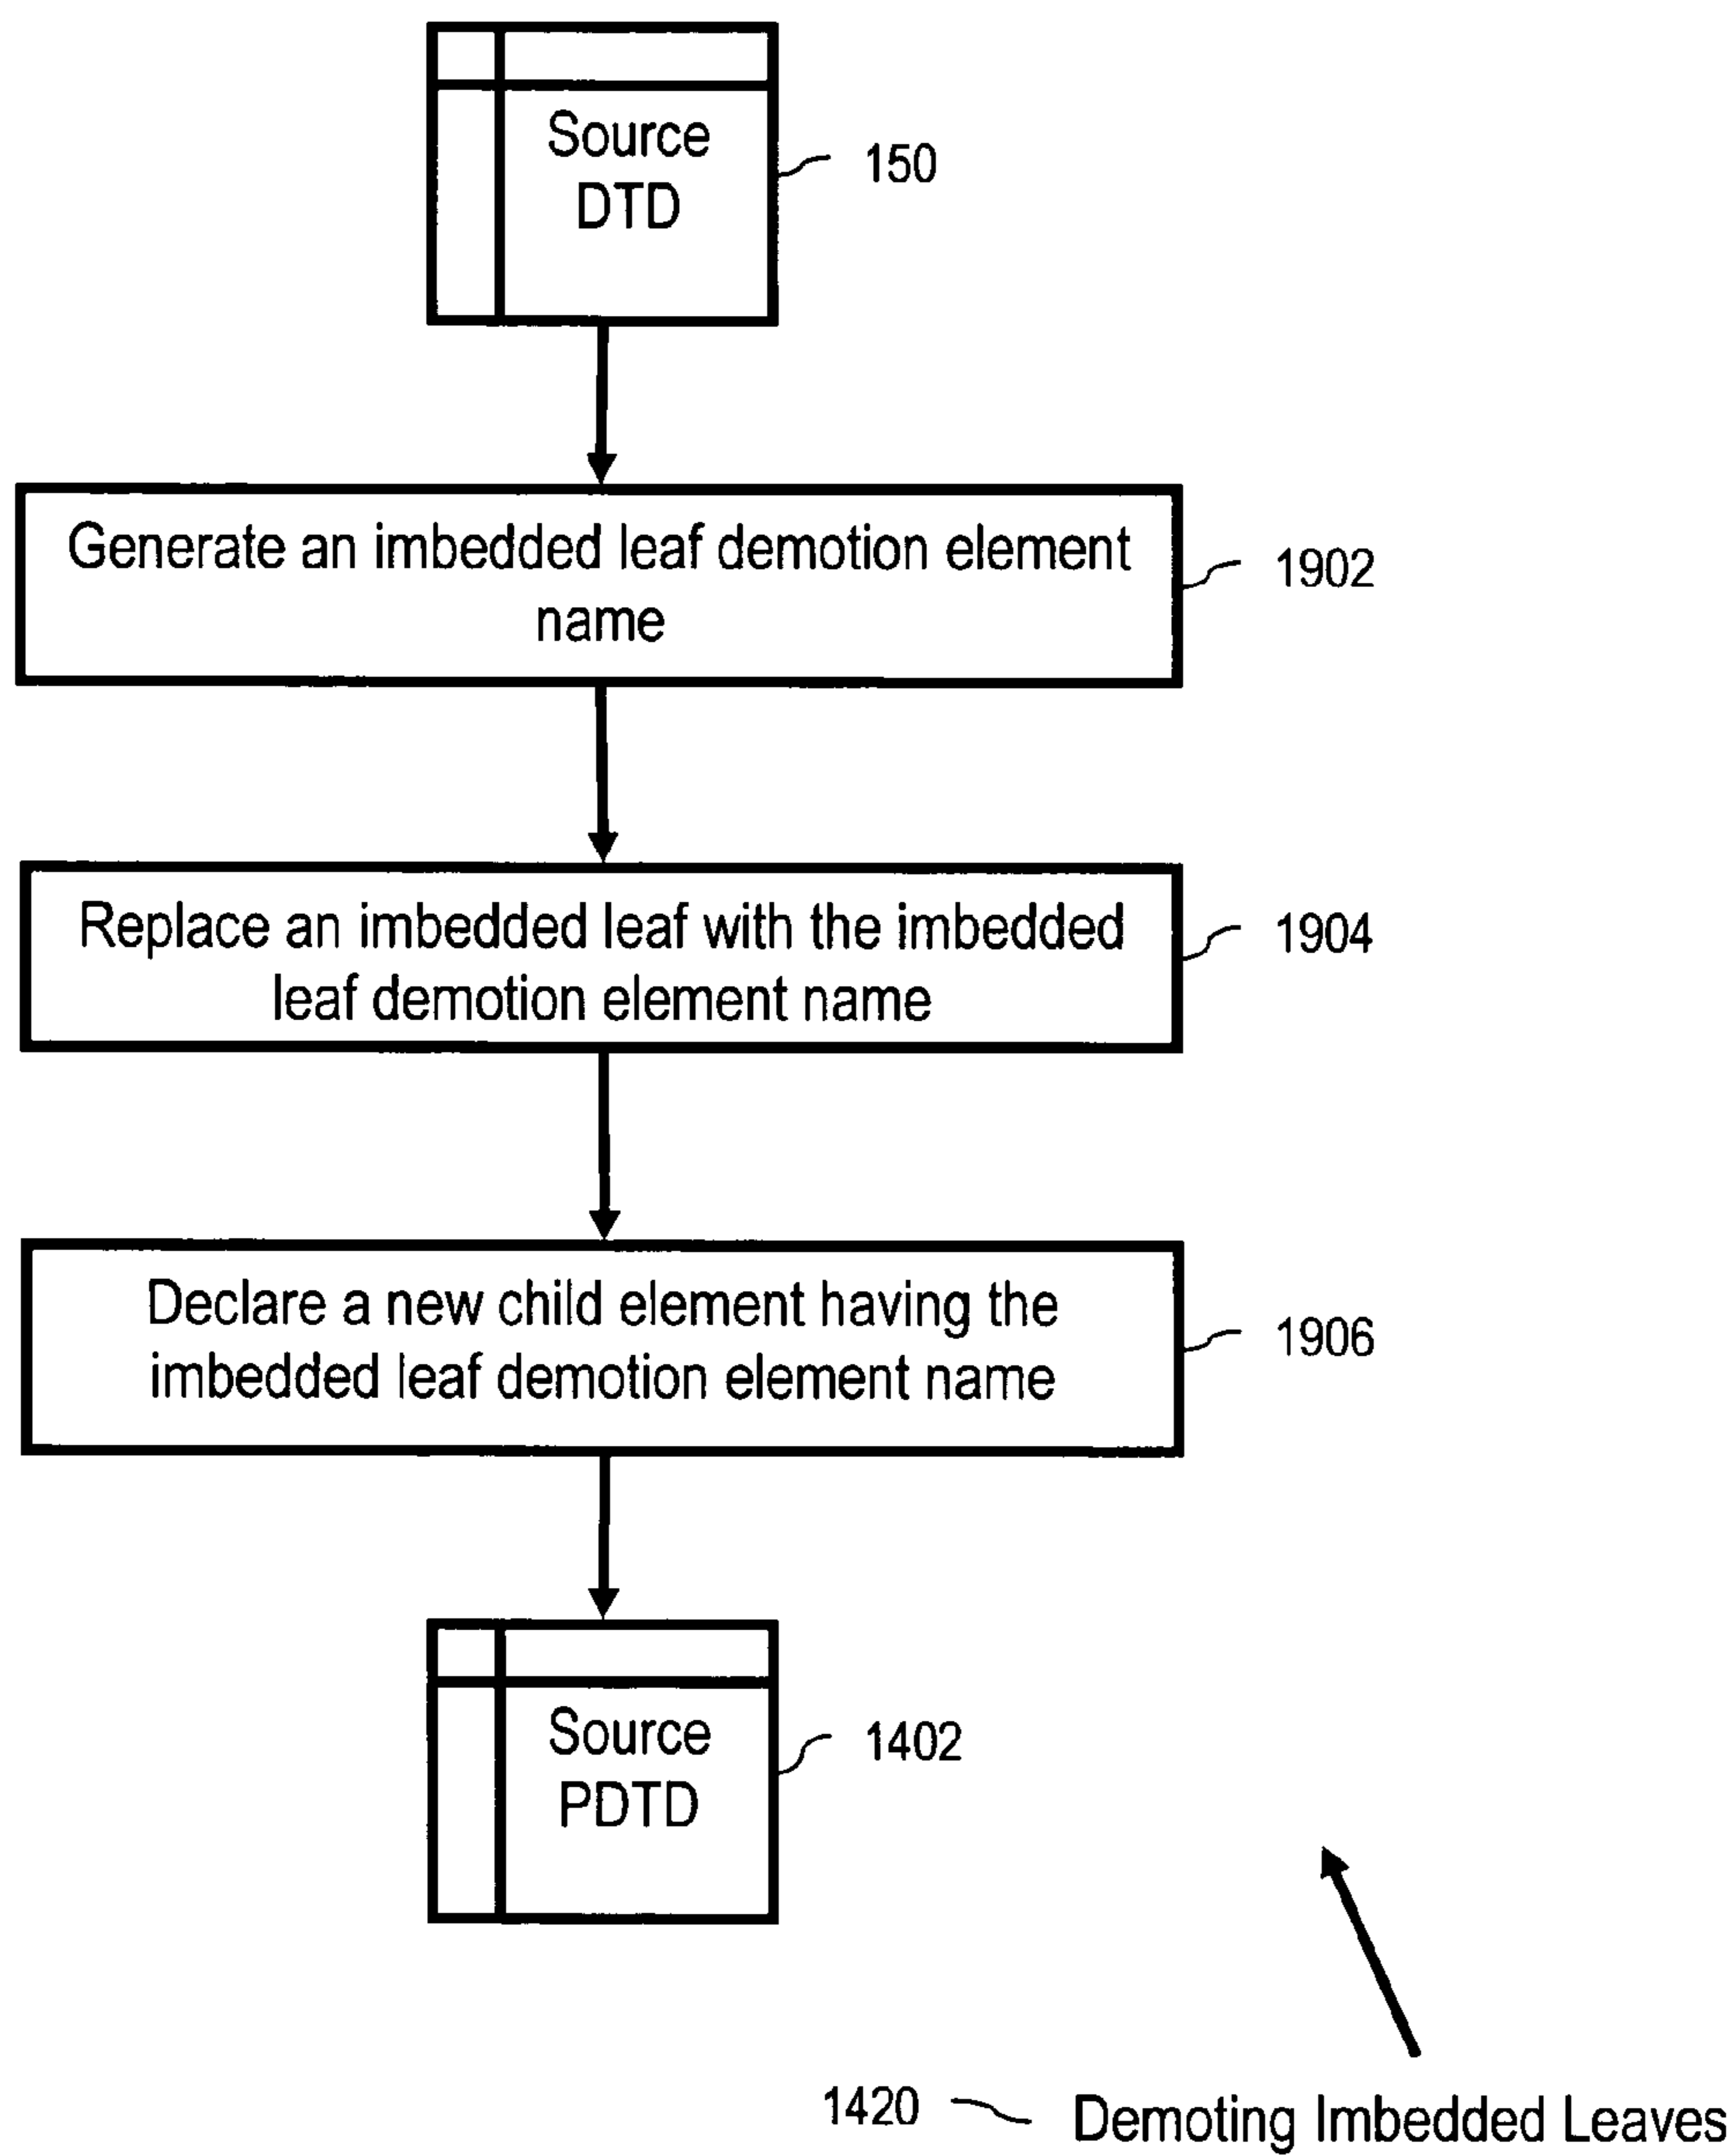 Source
DTD
150
Generate an imbedded leaf demotion element
name
1902
Replace an imbedded leaf with the imbedded
leaf demotion element name
1904
Declare a new child element having the
imbedded leaf demotion element name
1906
Source
PDTD
1402
1420
Demoting Imbedded Leaves